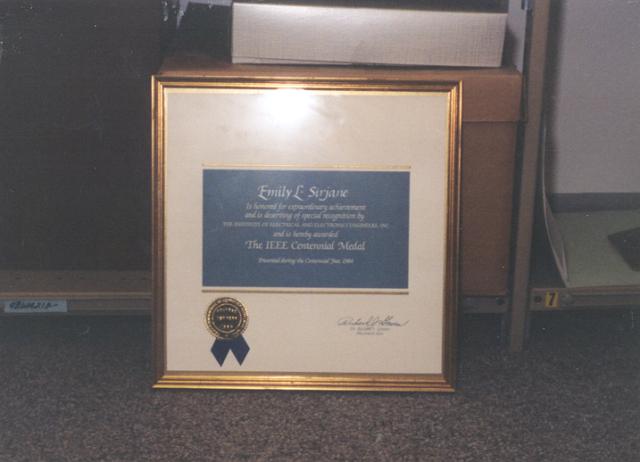 Emily L. Sirjane
Is honored for extraordinary achievement
and is deserving of special recognition by
THE INSTITUTE OF ELECTRICAL AND ELECTRONICS ENGINEERS, INC.
and is hereby awarded
The IEEE Centennial Medal
Presented during the Centennial Year, 1984
7